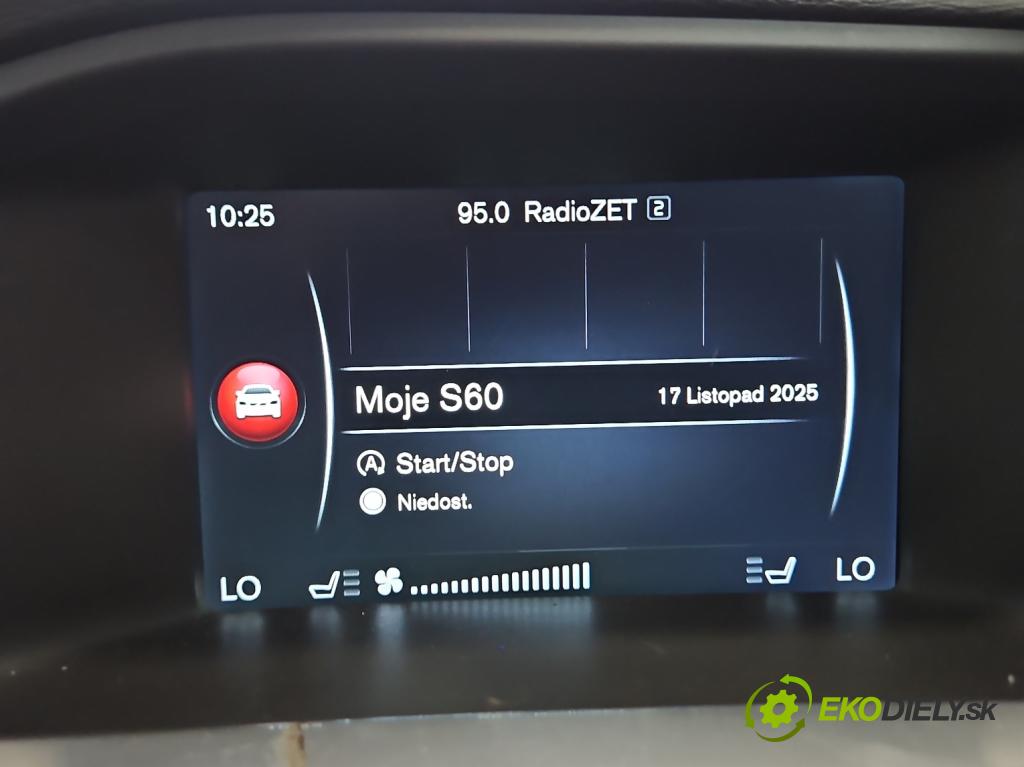 10:25
95.0 RadioZET 2
Moje S60
17 Listopad 2025
A Start/Stop
Niedost.
LO
LO
EKODIELY.SK